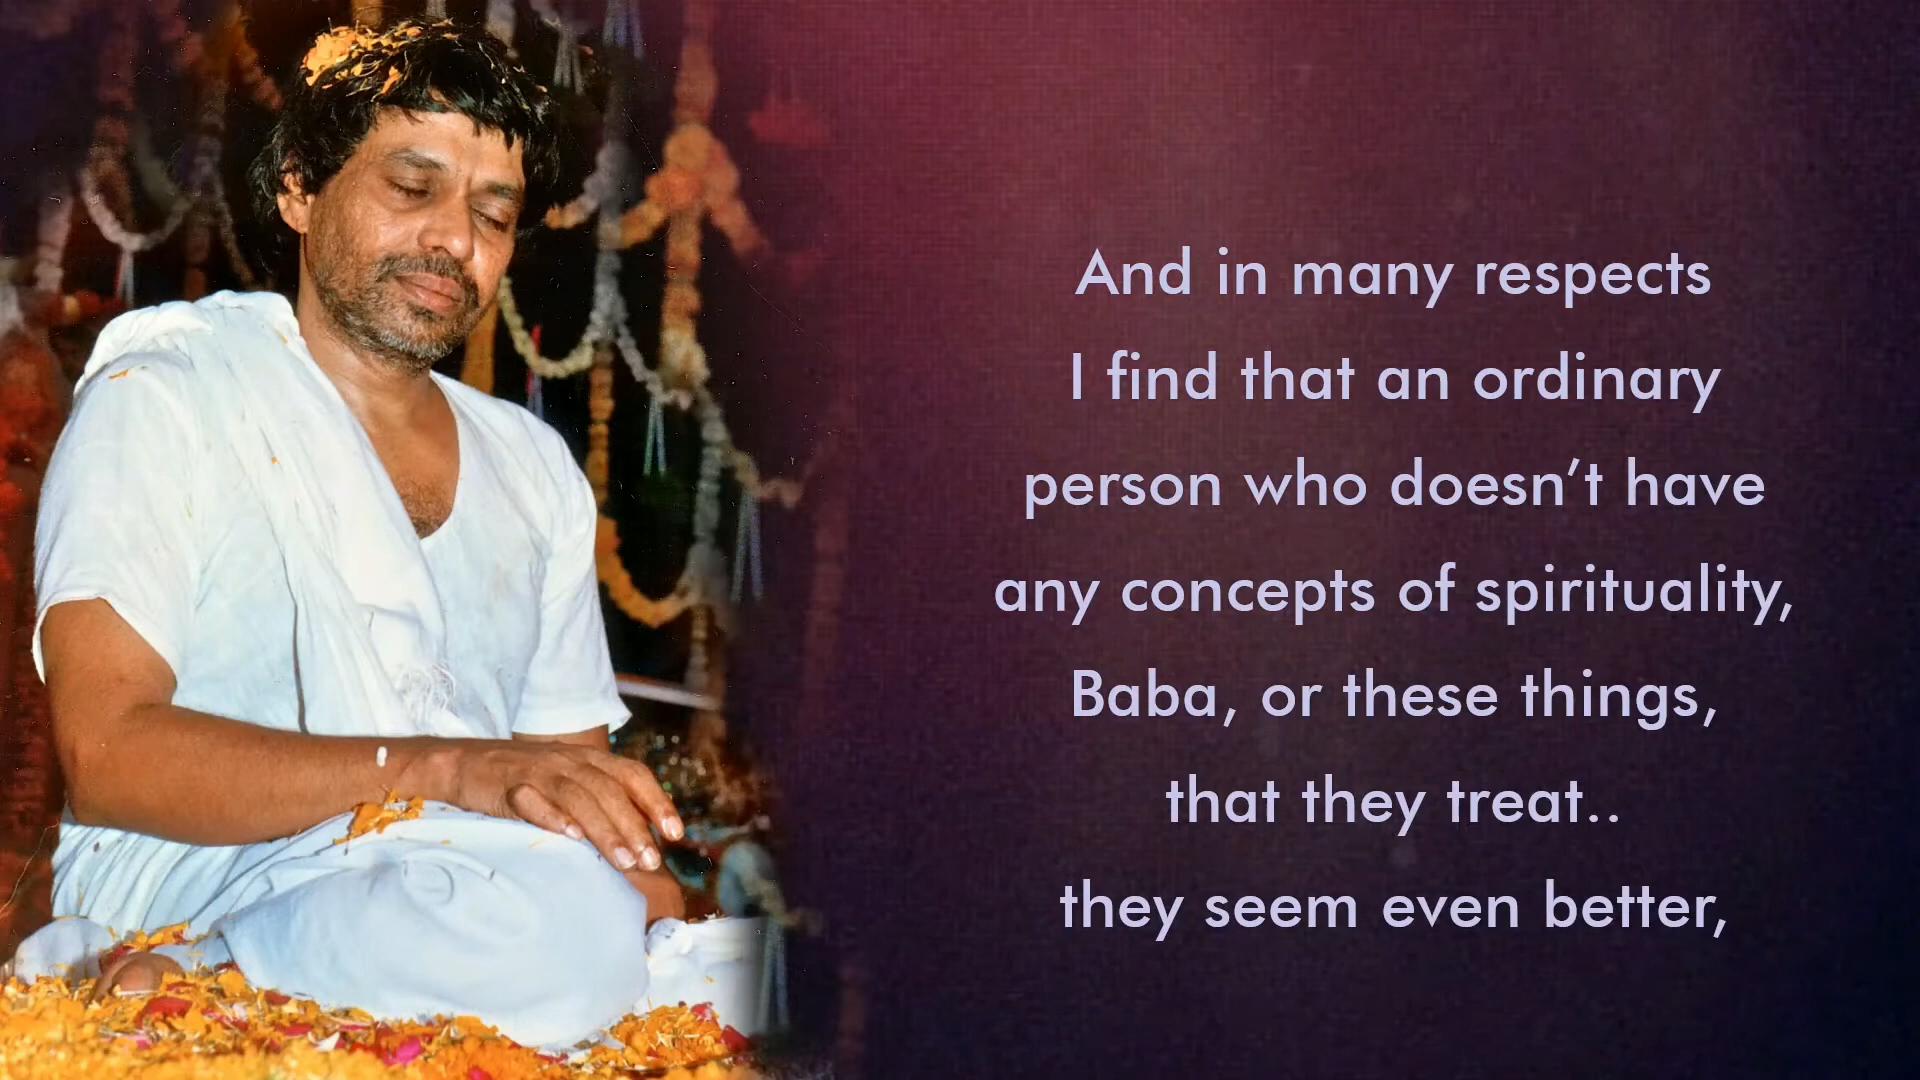 And in many respects
I find that an ordinary
person who doesn’t have
any concepts of spirituality,
Baba, or these things,
that they treat..
they seem even better,